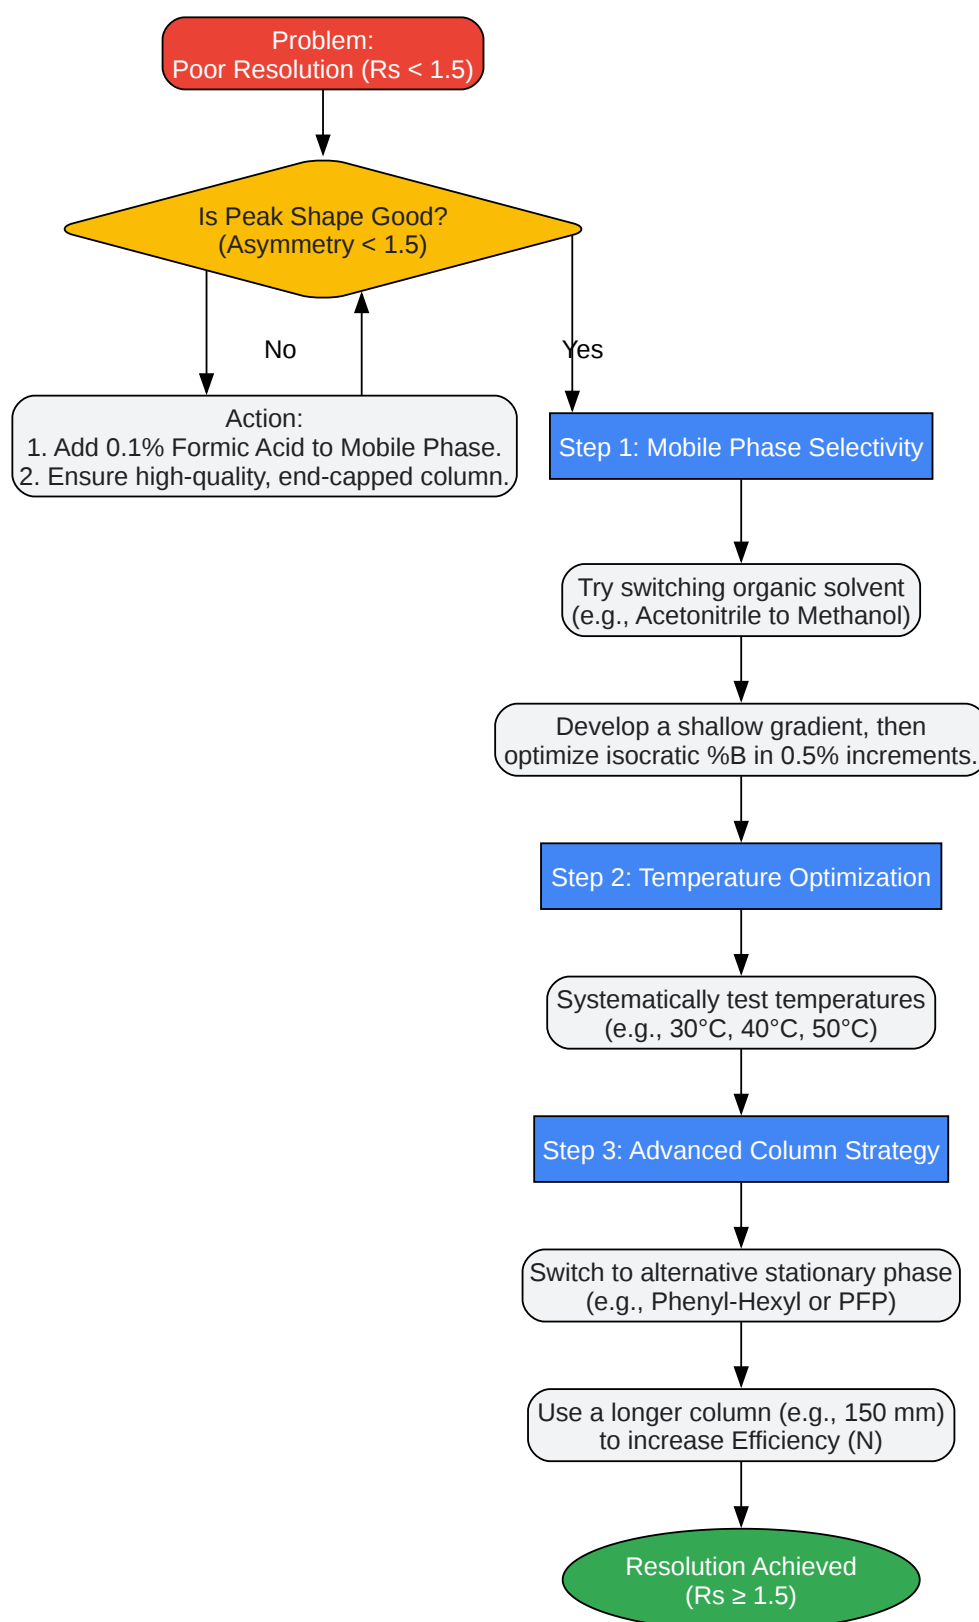 Problem:
Poor Resolution (Rs < 1.5)
Is Peak Shape Good?
(Asymmetry < 1.5)
No
Yes
Action:
1. Add 0.1% Formic Acid to Mobile Phase.
2. Ensure high-quality, end-capped column.
Step 1: Mobile Phase Selectivity
Try switching organic solvent
(e.g., Acetonitrile to Methanol)
Develop a shallow gradient, then
optimize isocratic %B in 0.5% increments.
Step 2: Temperature Optimization
Systematically test temperatures
(e.g., 30°C, 40°C, 50°C)
Step 3: Advanced Column Strategy
Switch to alternative stationary phase
(e.g., Phenyl-Hexyl or PFP)
Use a longer column (e.g., 150 mm)
to increase Efficiency (N)
Resolution Achieved
(Rs ≥ 1.5)